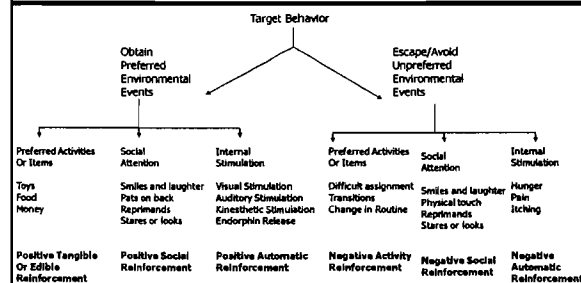 Target Behavior
Obtain
Preferred
Environmental
Events
Escape/Avoid
Unpreferred
Environmental
Events
Preferred Activities
Or Items
Toys
Food
Money
Positive Tangible
Or Edible
Reinforcement
Social
Attention
Smiles and laughter
Pats on back
Reprimands
Stares or looks
Positive Social
Reinforcement
Internal
Stimulation
Visual Stimulation
Auditory Stimulation
Kinesthetic Stimulation
Endorphin Release
Positive Automatic
Reinforcement
Preferred Activities
Or Items
Difficult assignment
Transitions
Change in Routine
Negative Activity
Reinforcement
Social
Attention
Smiles and laughter
Physical touch
Reprimands
Stares or looks
Negative Social
Reinforcement
Internal
Stimulation
Hunger
Pain
Itching
Negative
Automatic
Reinforcement